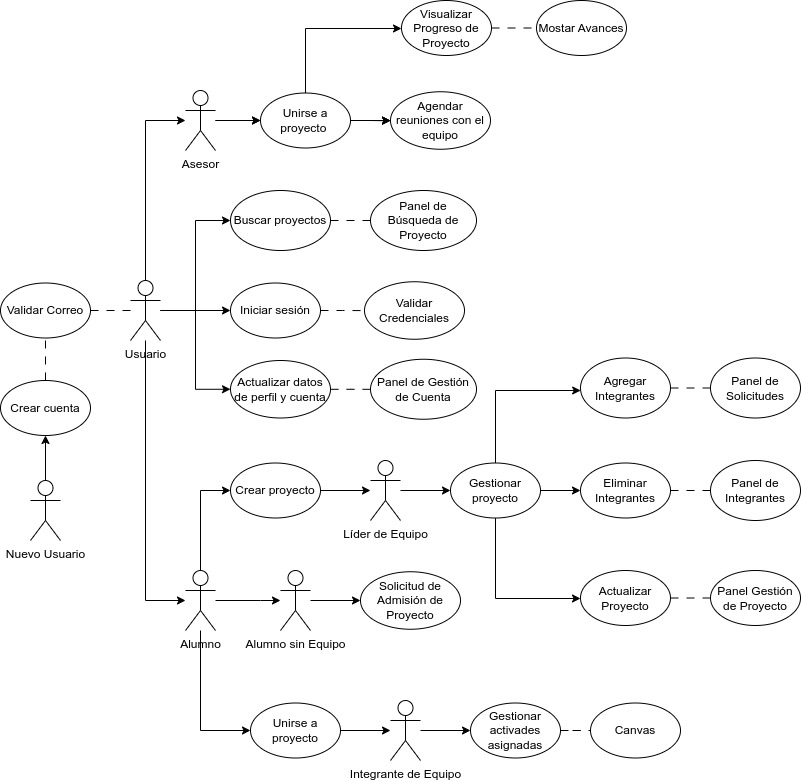 Visualizar
Progreso de
Proyecto
Mostar Avances
Unirse a
proyecto
Agendar
reuniones con el
equipo
Asesor
Buscar proyectos
Panel de
Búsqueda de
Proyecto
Validar Correo
Iniciar sesión
Validar
Credenciales
Usuario
Actualizar datos
de perfil y cuenta
Panel de Gestión
de Cuenta
Agregar
Integrantes
Panel de
Solicitudes
Crear cuenta
Crear proyecto
Gestionar
proyecto
Eliminar
Integrantes
Panel de
Integrantes
Líder de Equipo
Nuevo Usuario
Solicitud de
Admisión de
Proyecto
Actualizar
Proyecto
Panel Gestión
de Proyecto
Alumno
Alumno sin Equipo
Unirse a
proyecto
Gestionar
activades
asignadas
Canvas
Integrante de Equipo